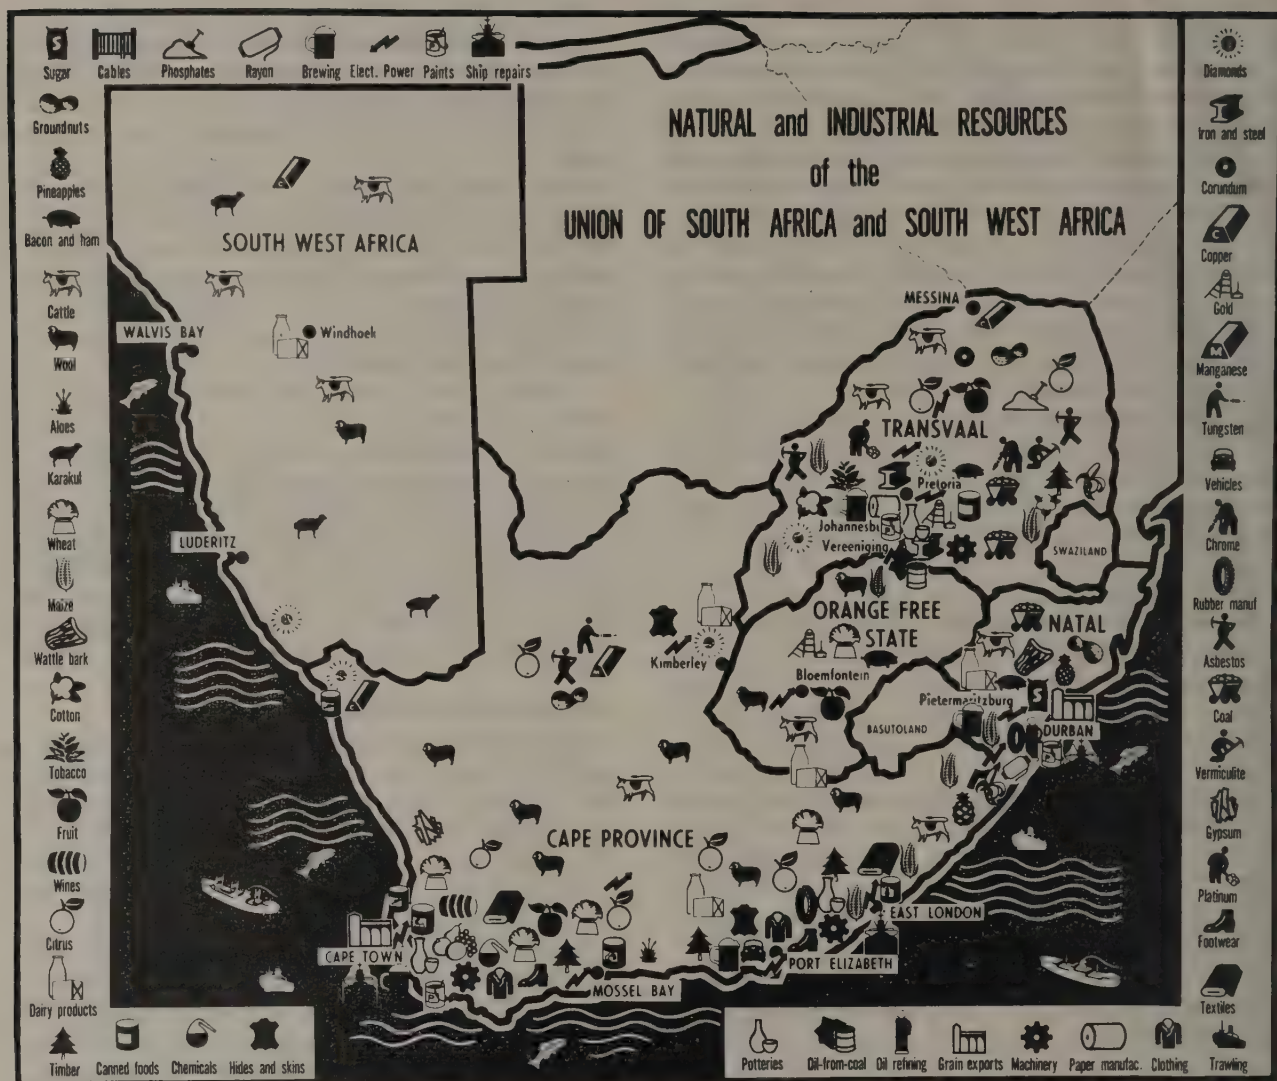 Sugar
Cables
Phosphates
Rayon
Brewing
Elect. Power
Paints
Ship repairs
Groundnuts
Pineapples
Bacon and ham
Cattle
Wool
Aloes
Karakul
Wheat
Maize
Wattle bark
Cotton
Tobacco
Fruit
Wines
Citrus
Dairy products
Timber
Canned foods
Chemicals
Hides and skins
NATURAL and INDUSTRIAL RESOURCES
of the
UNION OF SOUTH AFRICA and SOUTH WEST AFRICA
SOUTH WEST AFRICA
WALVIS BAY
Windhoek
LUDERITZ
MESSINA
TRANSVAAL
Pretoria
Vereeniging
SWAZILAND
ORANGE FREE
STATE
NATAL
Kimberley
Bloemfontein
Pietermaritzburg
BASUTOLAND
DURBAN
CAPE PROVINCE
EAST LONDON
CAPE TOWN
PORT ELIZABETH
MOSSEL BAY
Diamonds
Iron and steel
Corundum
C
Copper
Gold
M
Manganese
Tungsten
Vehicles
Chrome
Rubber manuf
Asbestos
Coal
Vermiculite
Gypsum
Platinum
Footwear
Textiles
Potteries
Oil-from-coal
Oil refining
Grain exports
Machinery
Paper manufac.
Clothing
Trawling